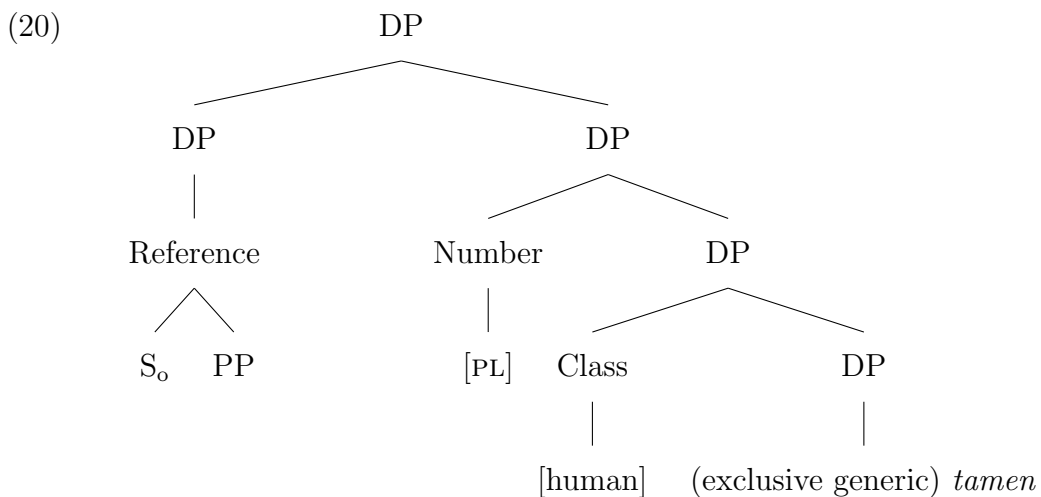 (20) DP
DP DP
Reference Number DP
Sₒ PP [PL] Class DP
[human] (exclusive generic) tamen